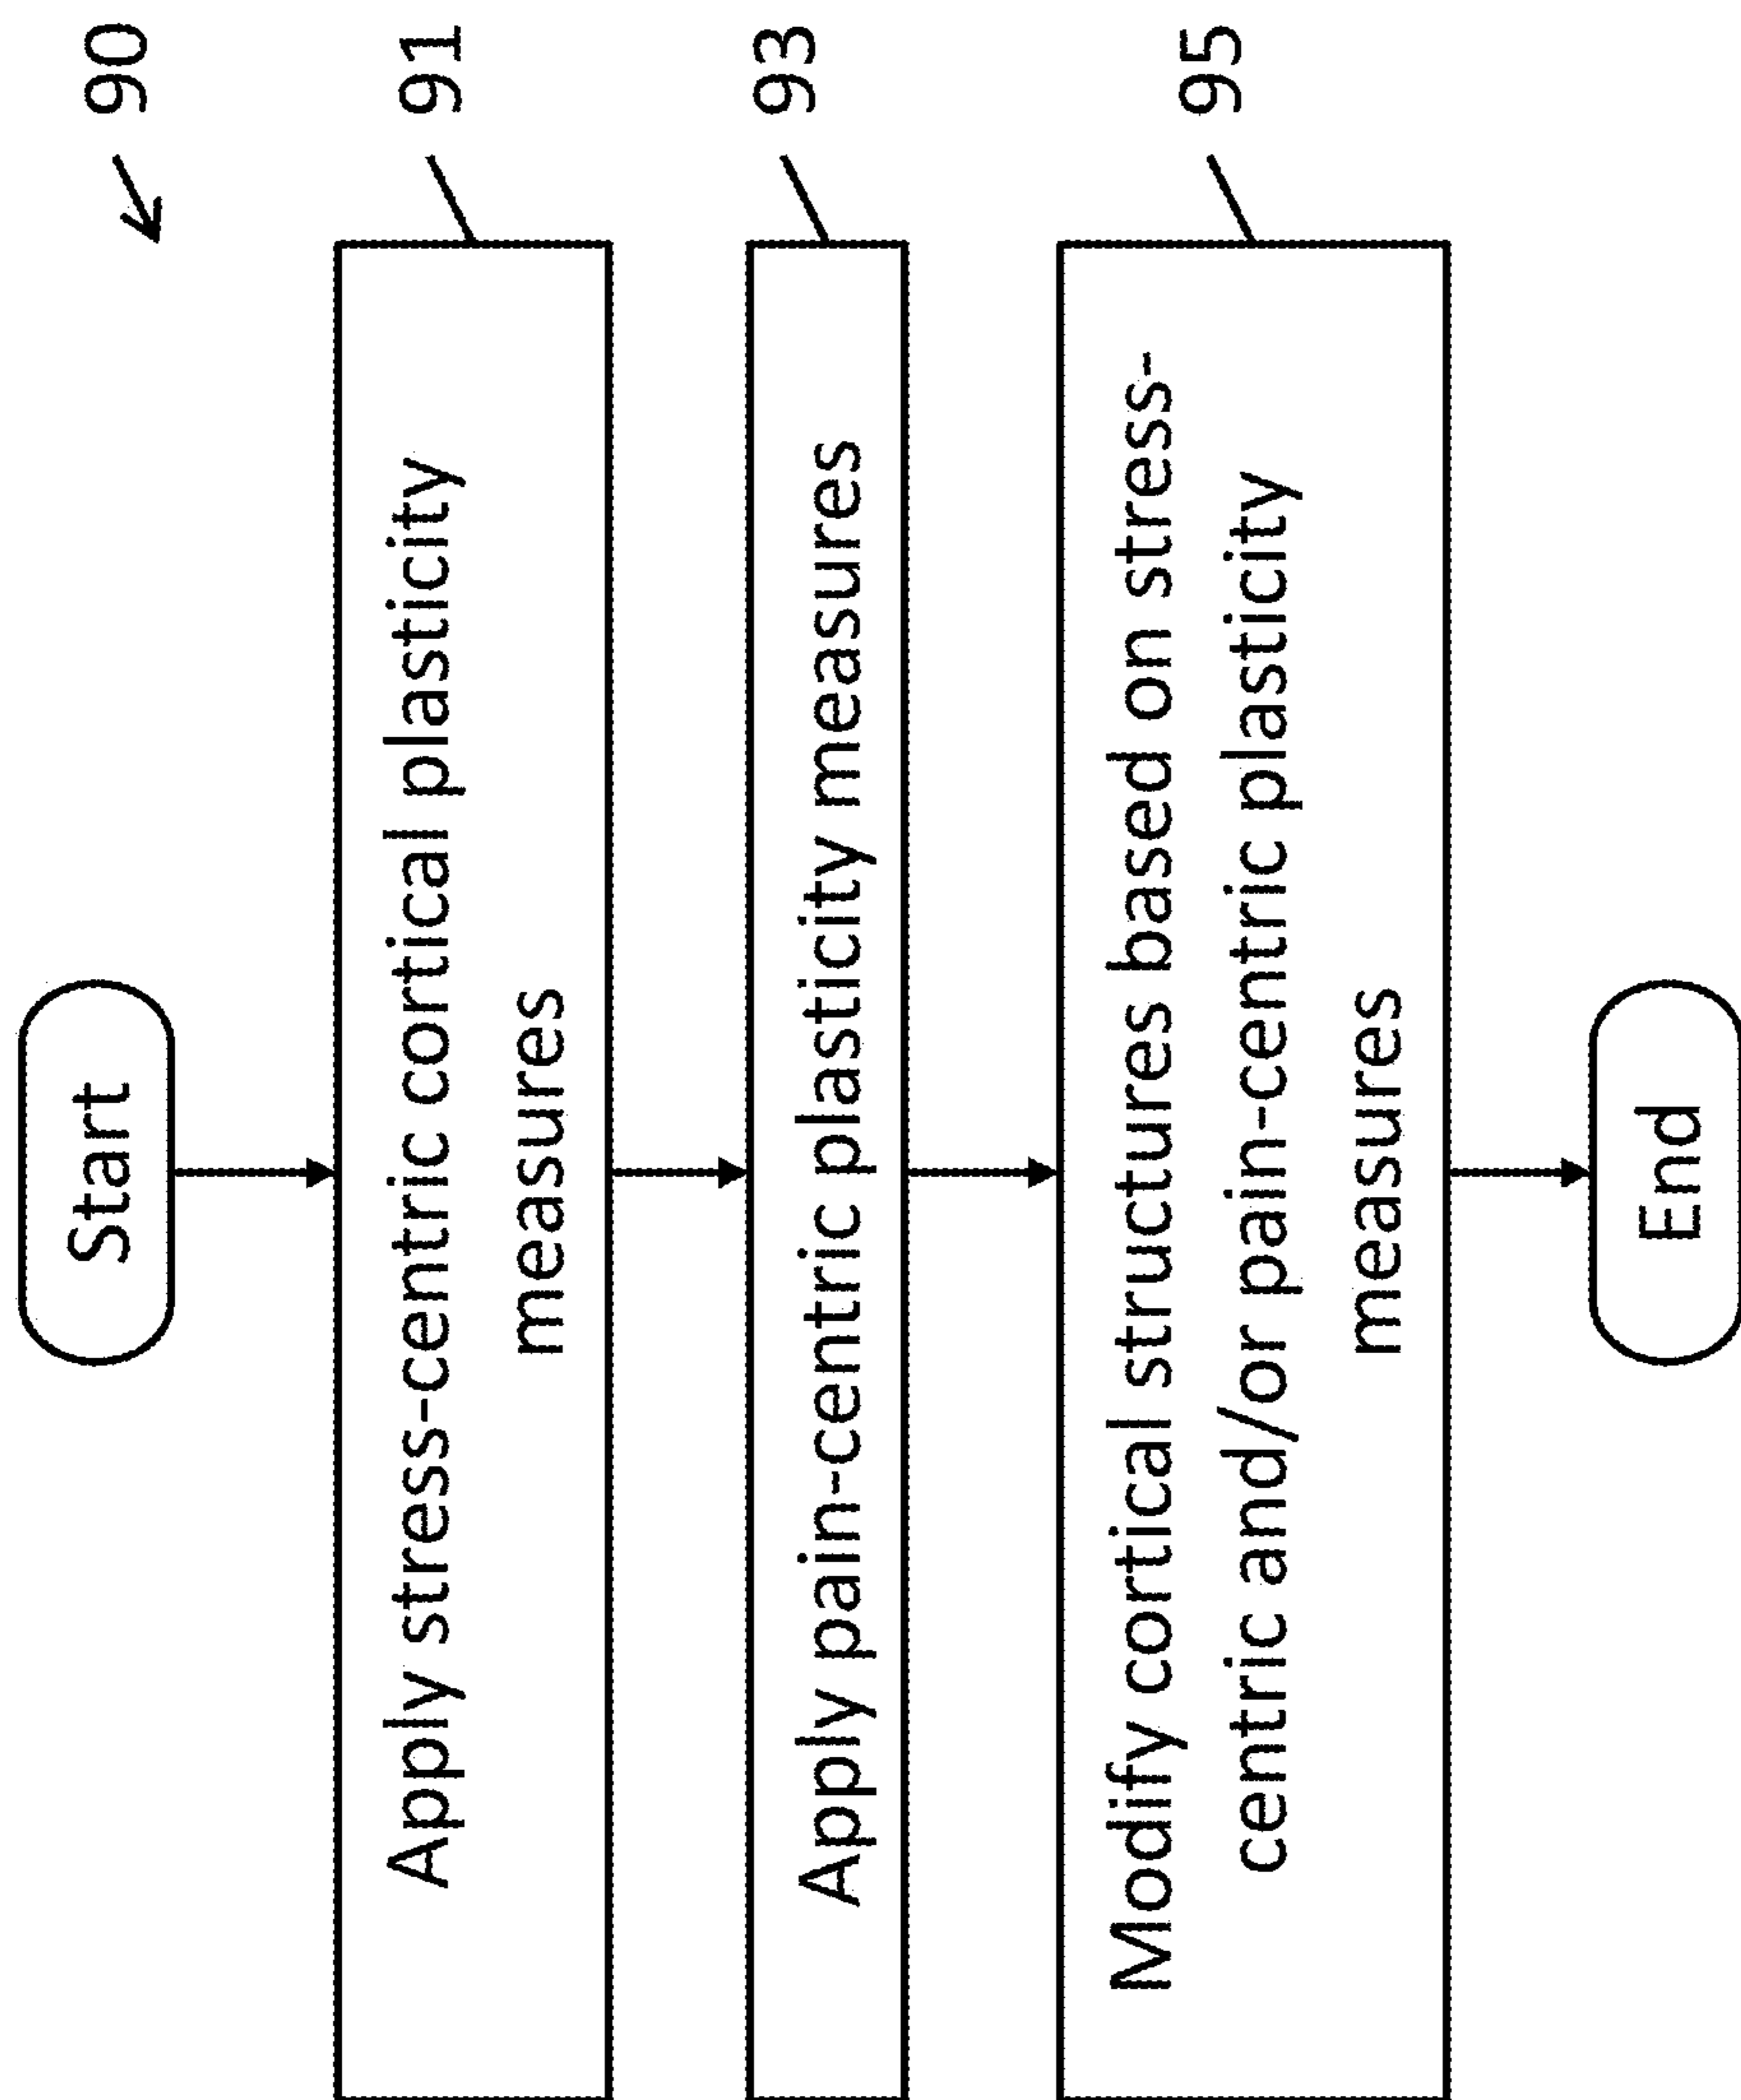 90
Start
Apply stress-centric cortical plasticity
measures
91
Apply pain-centric plasticity measures
93
Modify cortical structures based on stress-
centric and/or pain-centric plasticity
measures
95
End